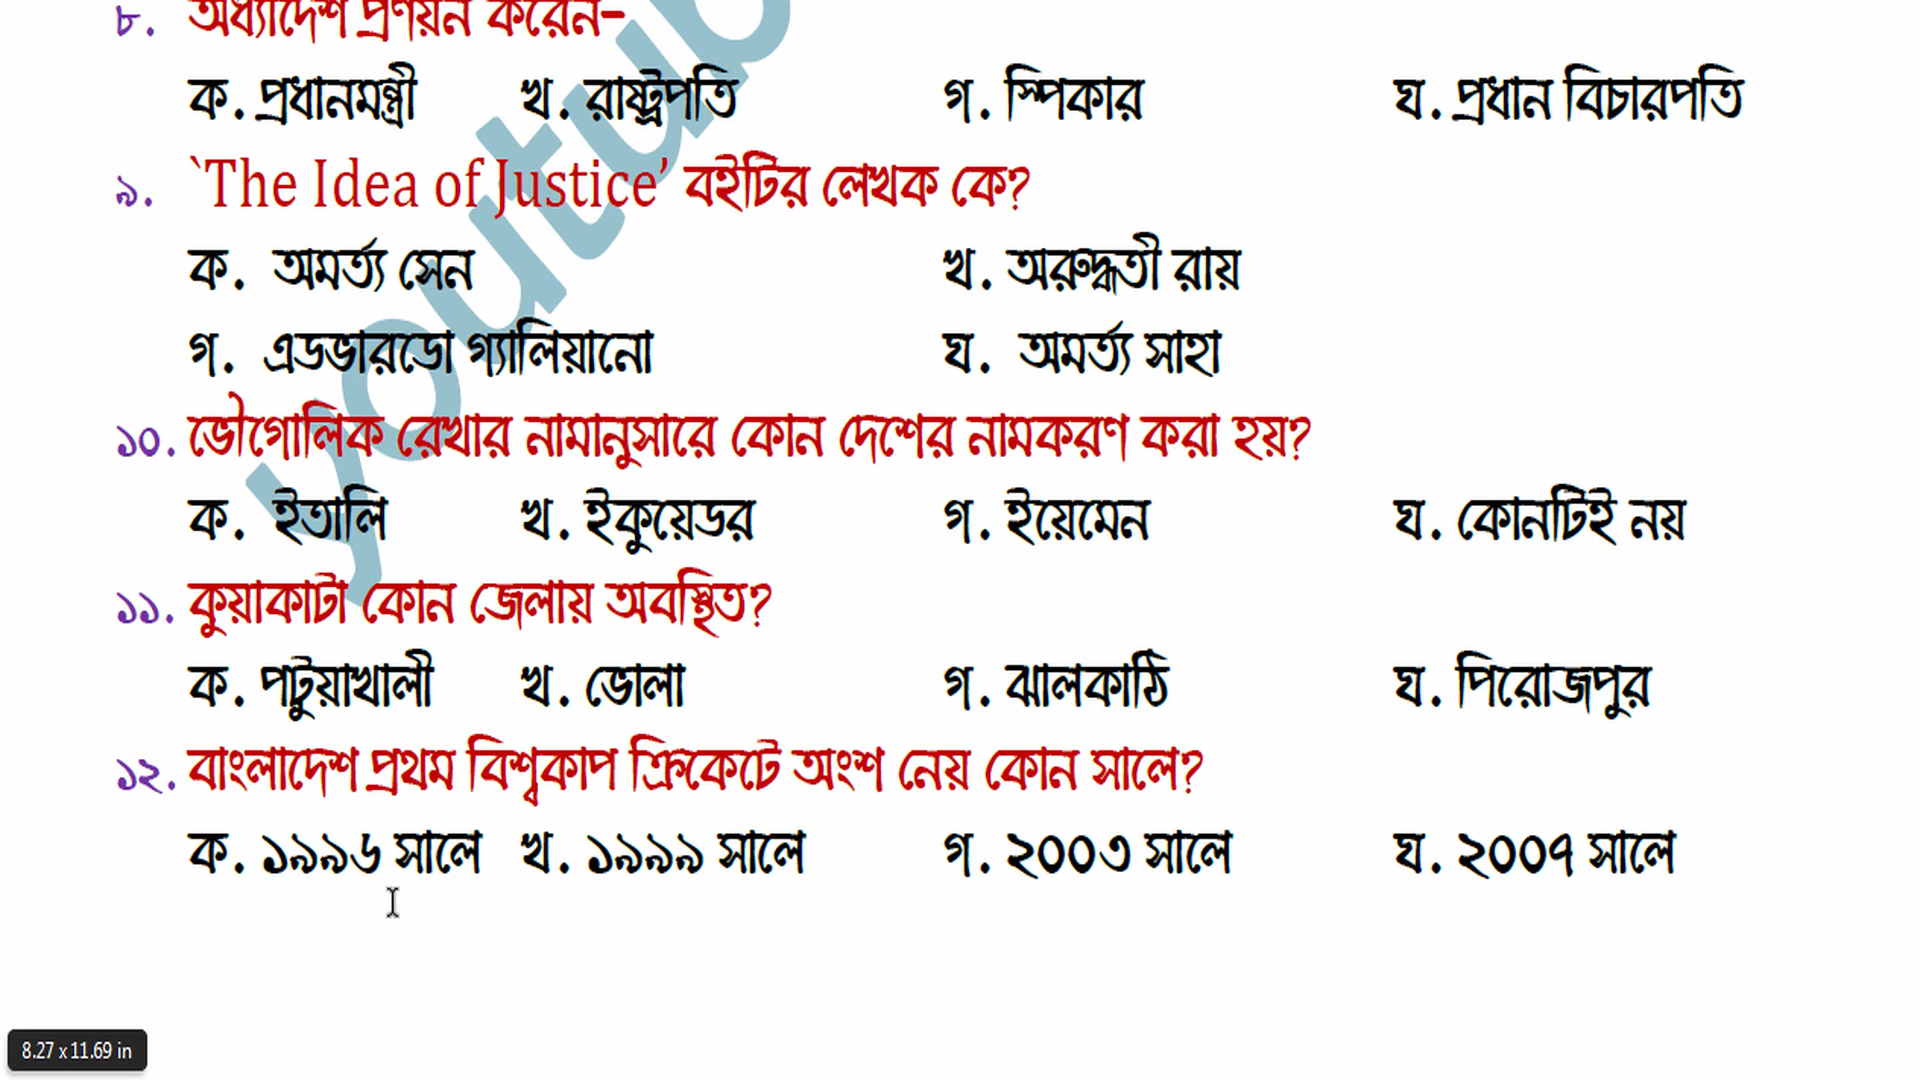 ৮. অধ্যাদেশ প্রণয়ন করেন–
ক. প্রধানমন্ত্রী খ. রাষ্ট্রপতি গ. স্পিকার ঘ. প্রধান বিচারপতি
৯. `The Idea of Justice’ বইটির লেখক কে?
ক. অমর্ত্য সেন খ. অরুদ্ধতী রায়
গ. এডভারডো গ্যালিয়ানো ঘ. অমর্ত্য সাহা
১০. ভৌগোলিক রেখার নামানুসারে কোন দেশের নামকরণ করা হয়?
ক. ইতালি খ. ইকুয়েডর গ. ইয়েমেন ঘ. কোনটিই নয়
১১. কুয়াকাটা কোন জেলায় অবস্থিত?
ক. পটুয়াখালী খ. ভোলা গ. ঝালকাঠি ঘ. পিরোজপুর
১২. বাংলাদেশ প্রথম বিশ্বকাপ ক্রিকেটে অংশ নেয় কোন সালে?
ক. ১৯৯৬ সালে খ. ১৯৯৯ সালে গ. ২০০৩ সালে ঘ. ২০০৭ সালে
youtub
8.27 x 11.69 in